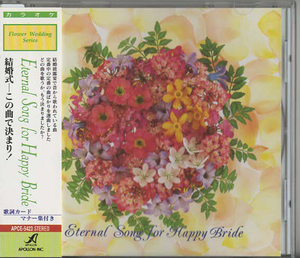 カラオケ
Flower Wedding
Series
Eternal Song for Happy Bride
結婚式—この曲で決まり!
歌詞カード
マナー集付き
APCE-5423 STEREO
APOLLON
APOLLON INC
Eternal Song for Happy Bride